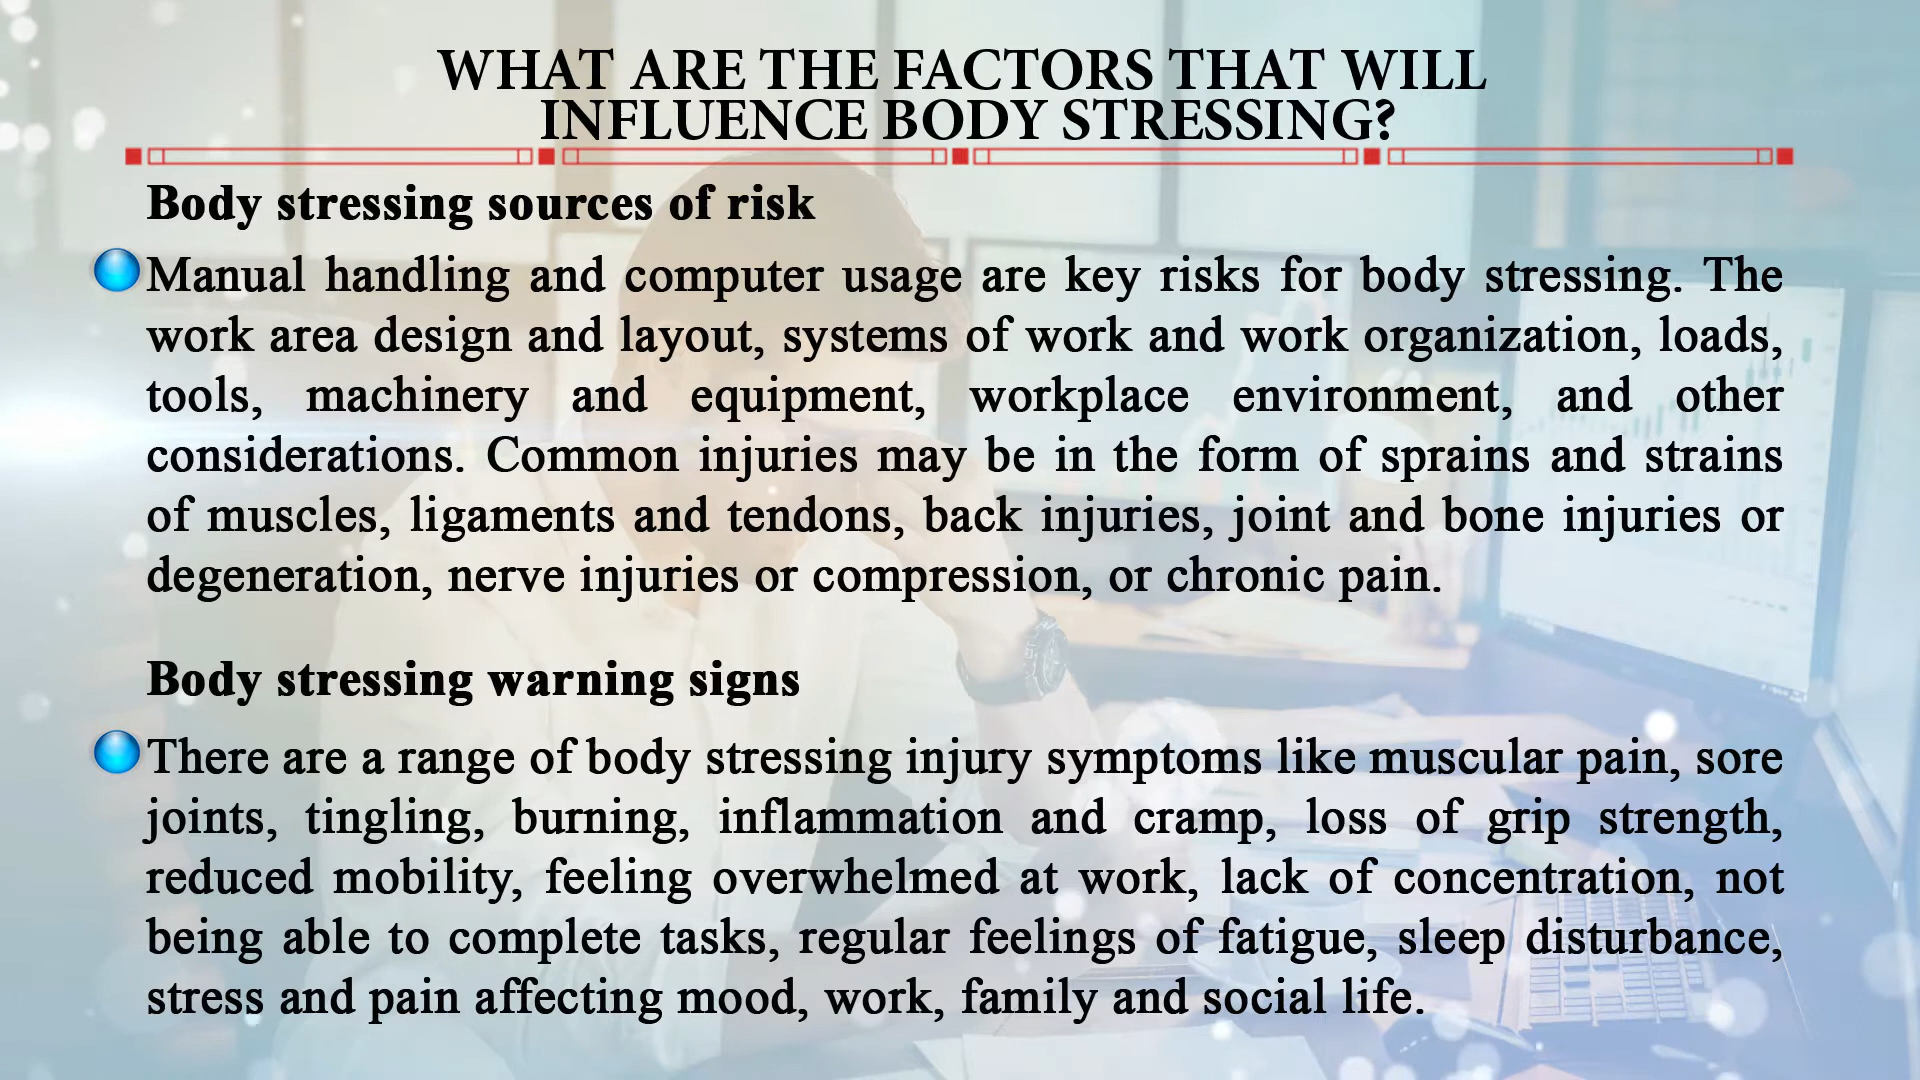 WHAT ARE THE FACTORS THAT WILL
INFLUENCE BODY STRESSING?
Body stressing sources of risk
Manual handling and computer usage are key risks for body stressing. The
work area design and layout, systems of work and work organization, loads,
tools, machinery and equipment, workplace environment, and other
considerations. Common injuries may be in the form of sprains and strains
of muscles, ligaments and tendons, back injuries, joint and bone injuries or
degeneration, nerve injuries or compression, or chronic pain.
Body stressing warning signs
There are a range of body stressing injury symptoms like muscular pain, sore
joints, tingling, burning, inflammation and cramp, loss of grip strength,
reduced mobility, feeling overwhelmed at work, lack of concentration, not
being able to complete tasks, regular feelings of fatigue, sleep disturbance,
stress and pain affecting mood, work, family and social life.